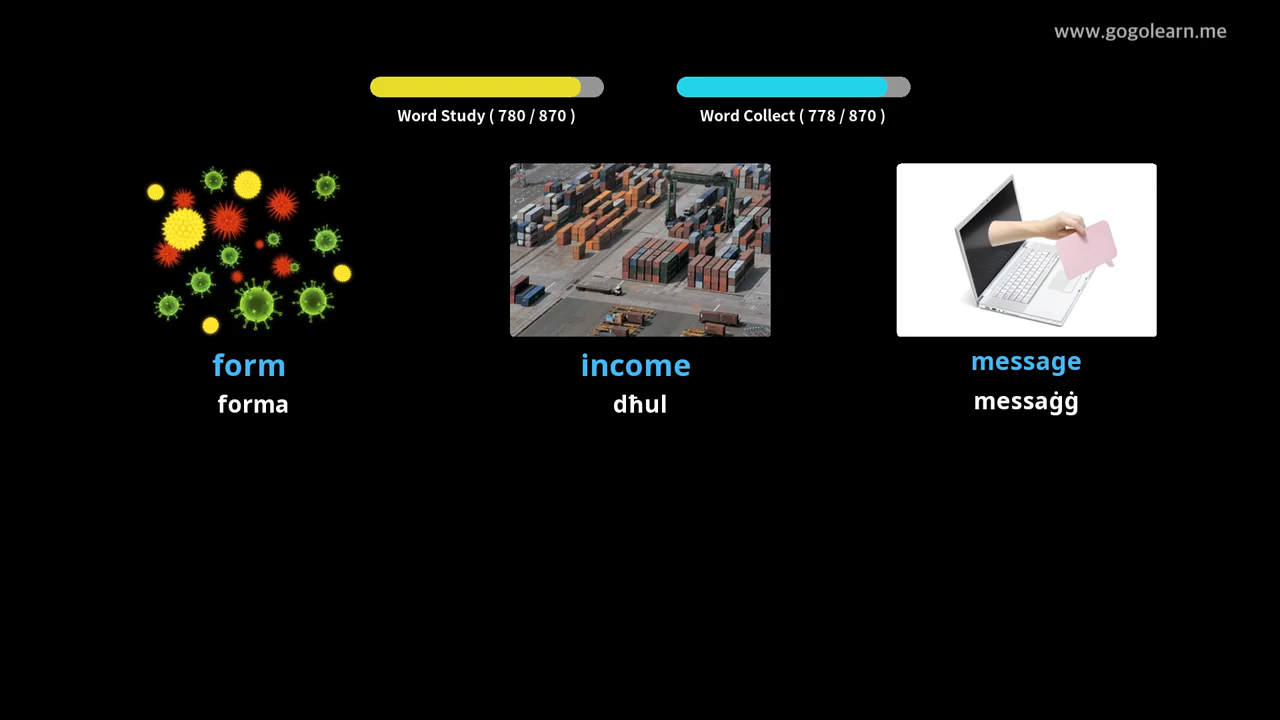 www.gogolearn.me
Word Study ( 780 / 870 )
Word Collect ( 778 / 870 )
form
income
message
forma
dħul
messaġġ